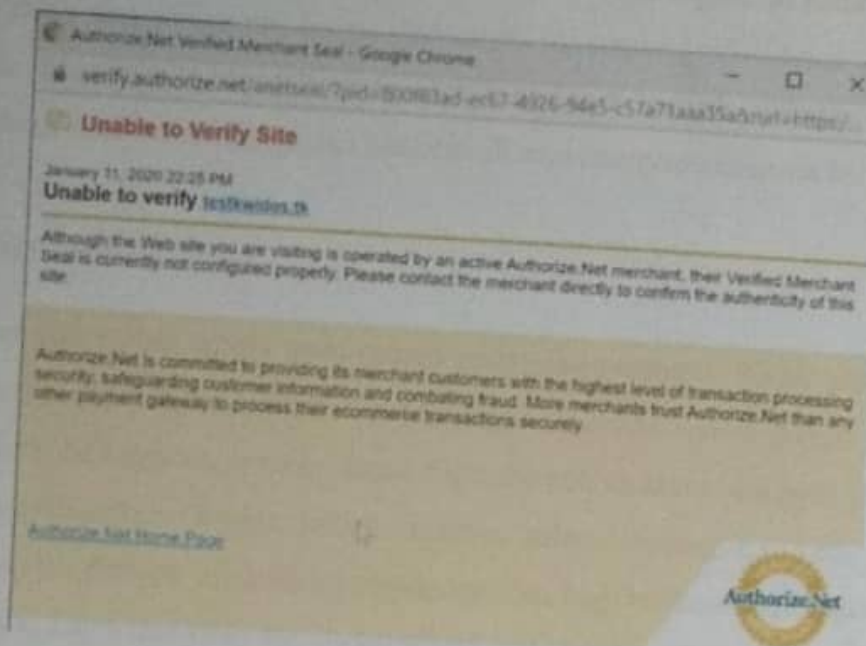 Authorize.Net Verified Merchant Seal - Google Chrome
verify.authorize.net/anetseal/?pid=
Unable to Verify Site
January 11, 2020 22:25 PM
Unable to verify
Although the Web site you are visiting is operated by an active Authorize.Net merchant, their Verified Merchant
Seal is currently not configured properly. Please contact the merchant directly to confirm the authenticity of this
site.
Authorize.Net is committed to providing its merchant customers with the highest level of transaction processing
security, safeguarding customer information and combating fraud. More merchants trust Authorize.Net than any
other payment gateway to process their ecommerce transactions securely.
Authorize.Net Home Page
Authorize.Net